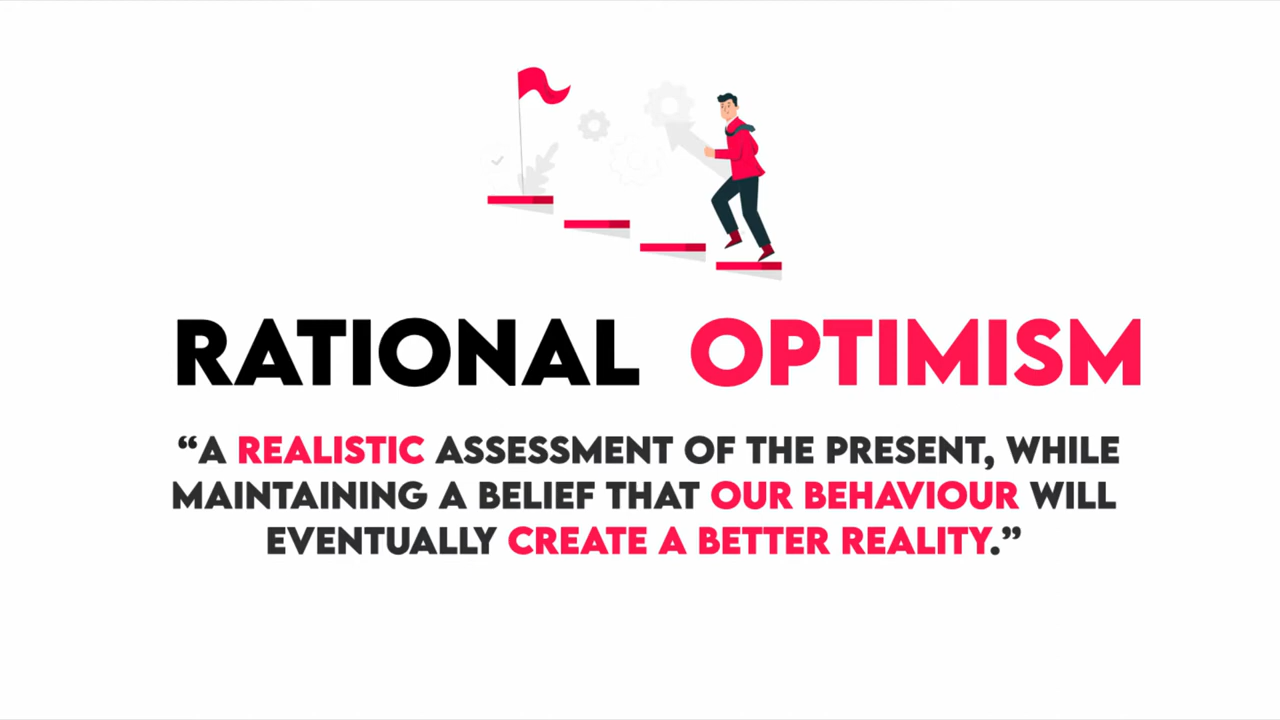 RATIONAL OPTIMISM
“A REALISTIC ASSESSMENT OF THE PRESENT, WHILE
MAINTAINING A BELIEF THAT OUR BEHAVIOUR WILL
EVENTUALLY CREATE A BETTER REALITY.”